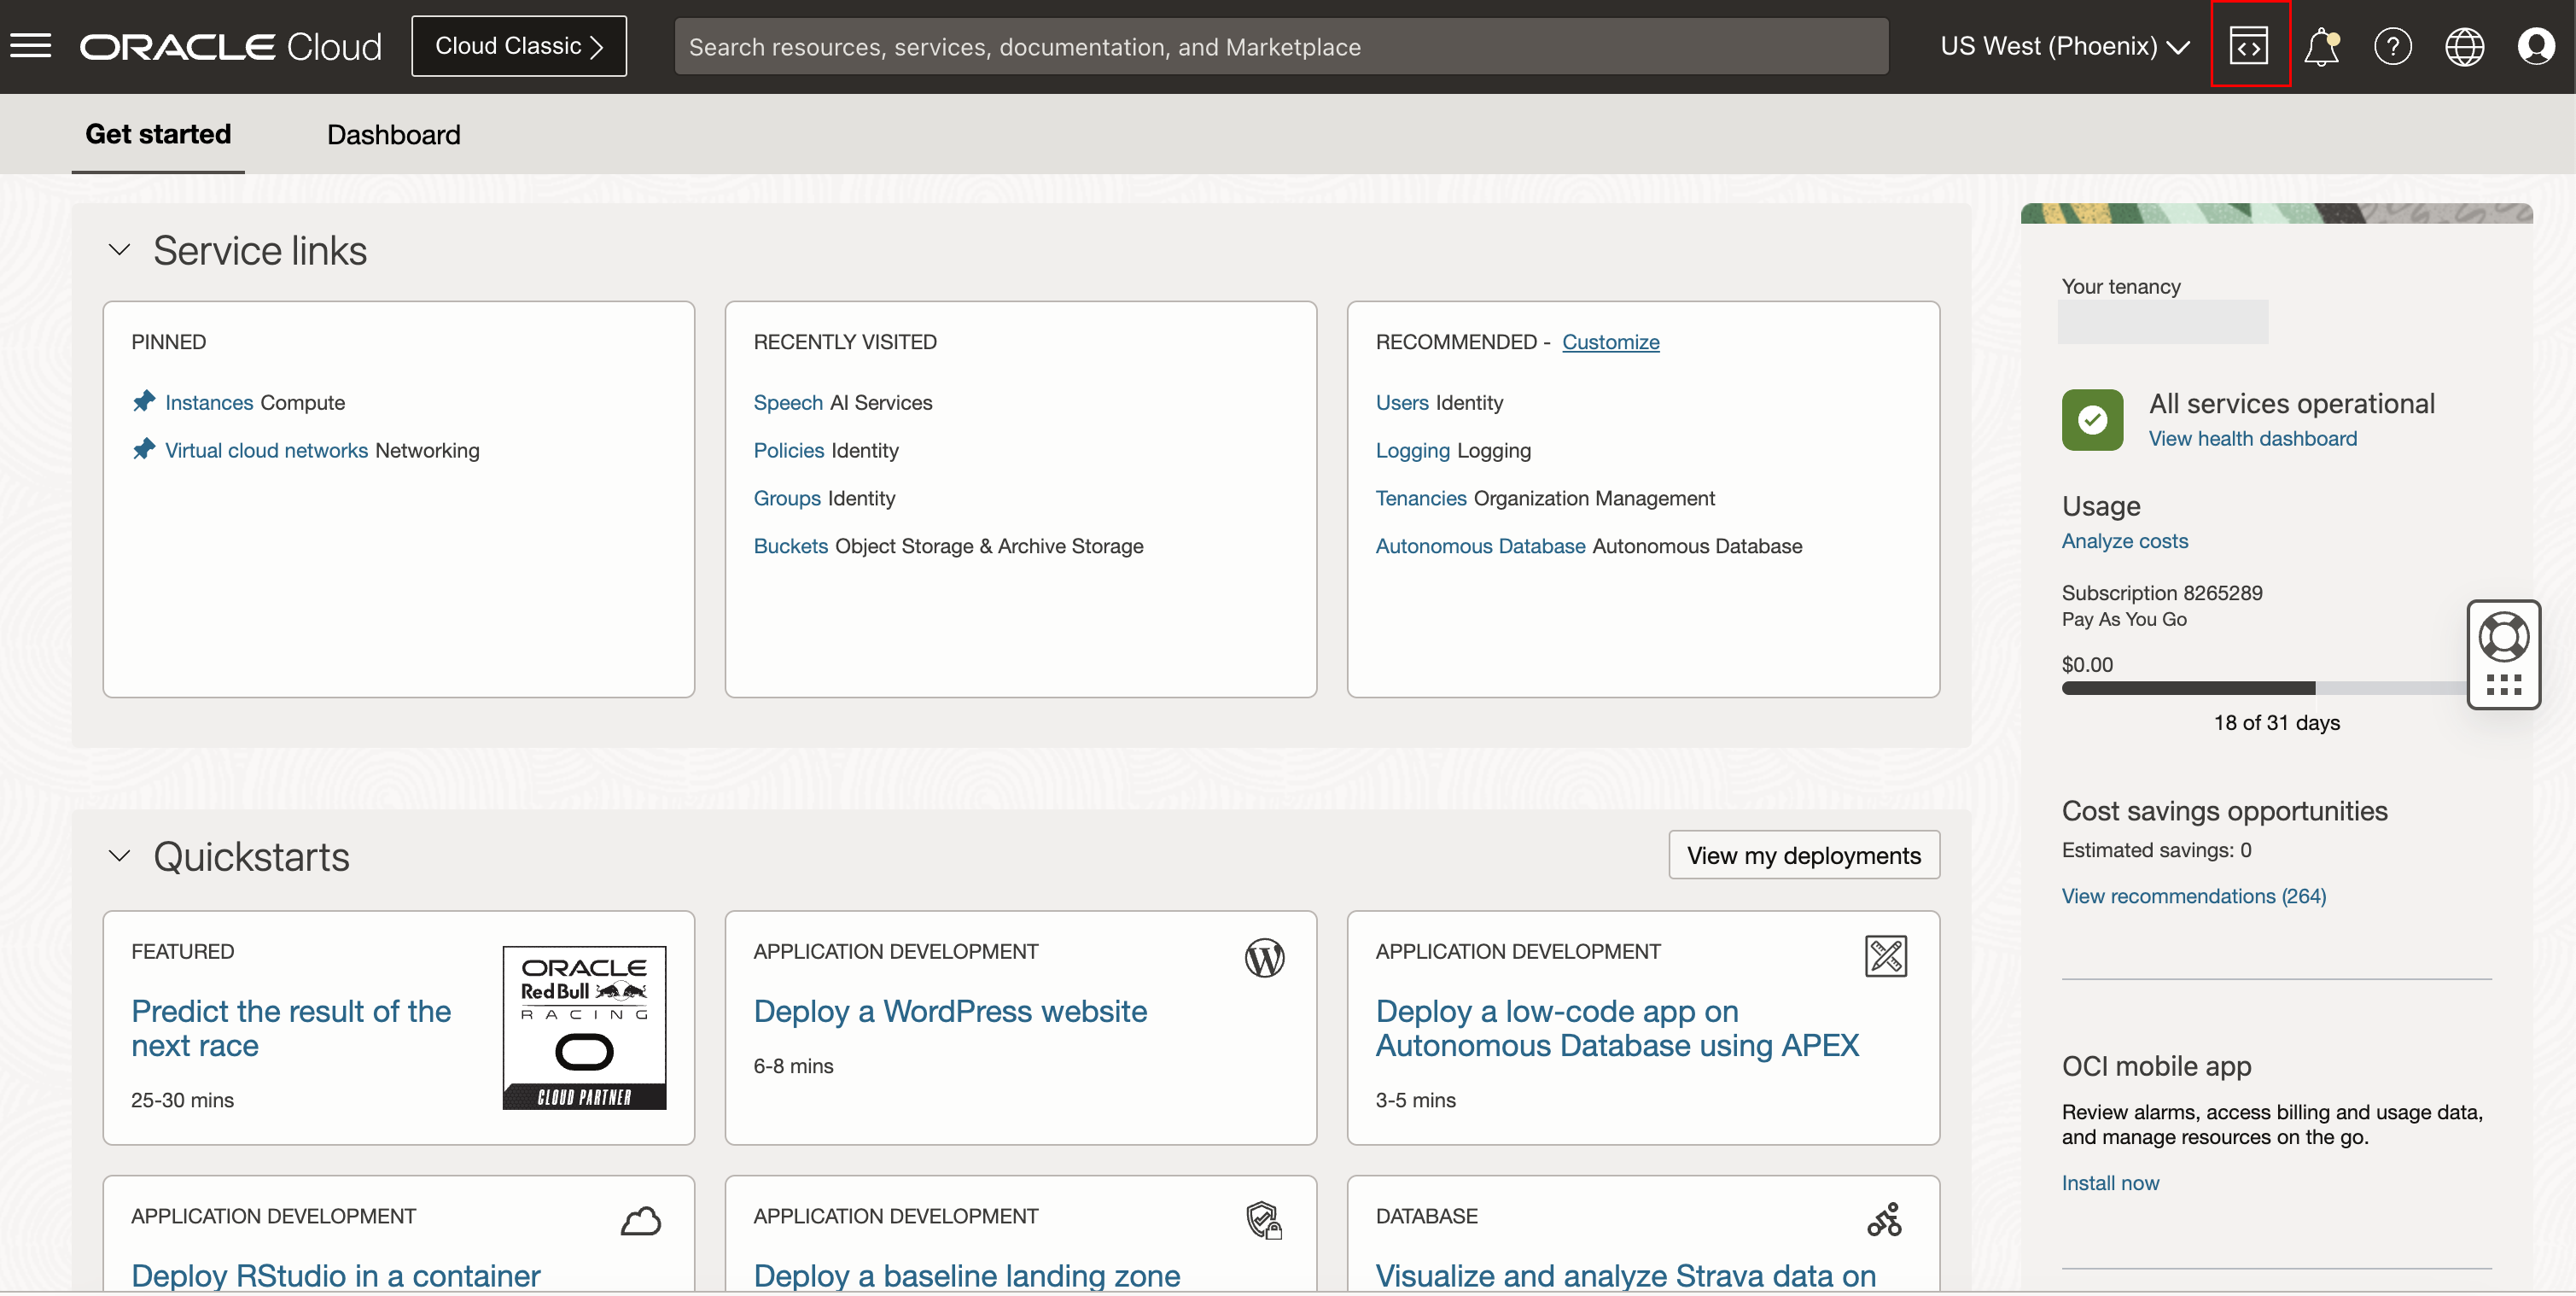 ORACLE Cloud
Cloud Classic
Search resources, services, documentation, and Marketplace
US West (Phoenix)
Get started
Dashboard
Service links
PINNED
Instances Compute
Virtual cloud networks Networking
RECENTLY VISITED
Speech AI Services
Policies Identity
Groups Identity
Buckets Object Storage & Archive Storage
RECOMMENDED - Customize
Users Identity
Logging Logging
Tenancies Organization Management
Autonomous Database Autonomous Database
Your tenancy
All services operational
View health dashboard
Usage
Analyze costs
Subscription 8265289
Pay As You Go
$0.00
18 of 31 days
Cost savings opportunities
Estimated savings: 0
View recommendations (264)
OCI mobile app
Review alarms, access billing and usage data,
and manage resources on the go.
Install now
Quickstarts
View my deployments
FEATURED
Predict the result of the
next race
25-30 mins
ORACLE
Red Bull
RACING
CLOUD PARTNER
APPLICATION DEVELOPMENT
Deploy a WordPress website
6-8 mins
APPLICATION DEVELOPMENT
Deploy a low-code app on
Autonomous Database using APEX
3-5 mins
APPLICATION DEVELOPMENT
Deploy RStudio in a container
APPLICATION DEVELOPMENT
Deploy a baseline landing zone
DATABASE
Visualize and analyze Strava data on